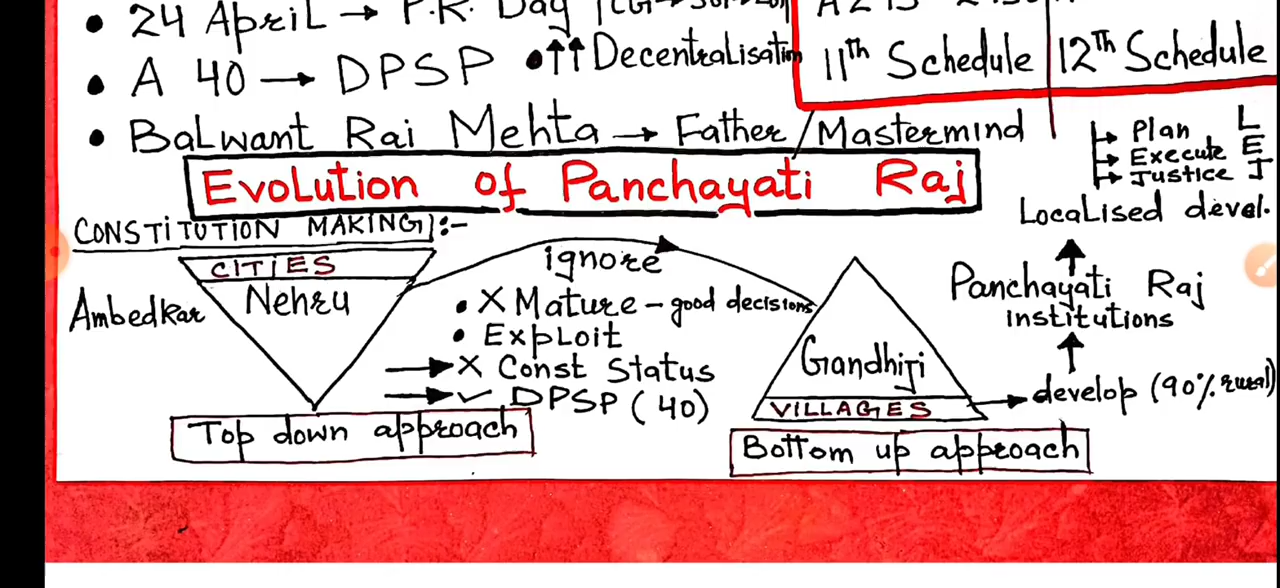 • 24 April → P.R. Day
• A 40 → DPSP
• ↑↑ Decentralisation
11th Schedule
12th Schedule
• Balwant Rai Mehta → Father / Mastermind
Evolution of Panchayati Raj
CONSTITUTION MAKING :-
CITIES
Nehru
Ambedkar
Top down approach
ignore
• X Mature - good decisions
• Exploit
→ X Const Status
→ ✓ DPSP (40)
Gandhiji
VILLAGES
Bottom up approach
→ Plan L
→ Execute E
→ Justice J
Localised devel.
↑
Panchayati Raj
institutions
↑
→ develop (90% rural)